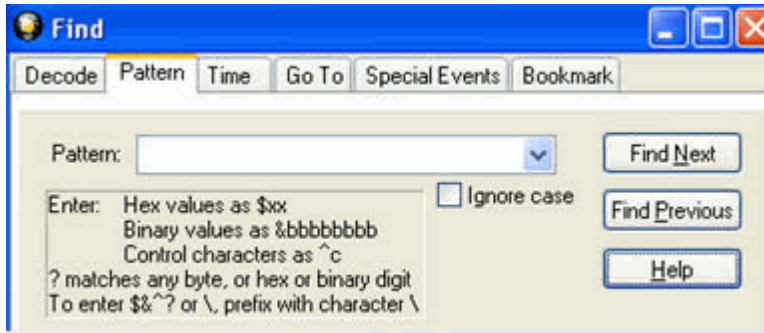 Find
Decode Pattern Time Go To Special Events Bookmark
Pattern: Find Next
Ignore case
Enter: Hex values as $xx
Binary values as &bbbbbbbb
Control characters as ^c
? matches any byte, or hex or binary digit
To enter $&^? or \, prefix with character \
Find Previous
Help